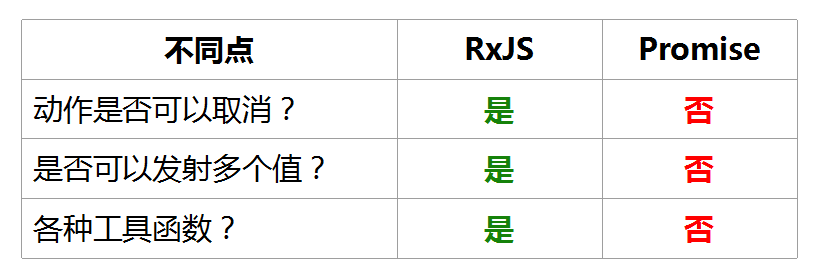 不同点 RxJS Promise
动作是否可以取消？ 是 否
是否可以发射多个值？ 是 否
各种工具函数？ 是 否